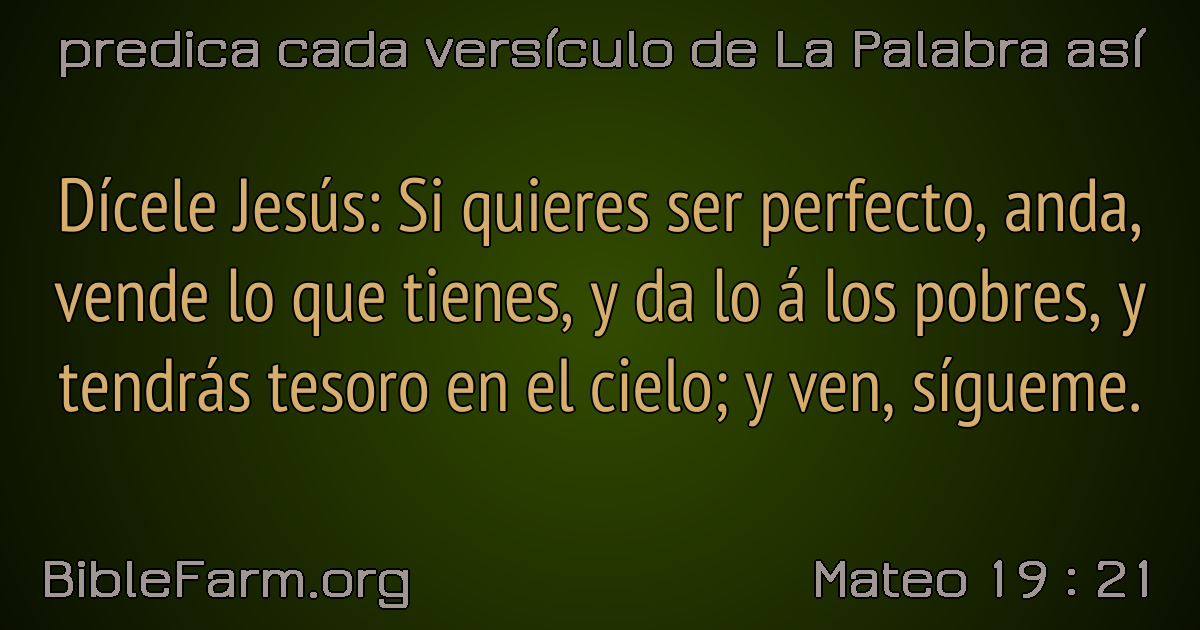 predica cada versículo de La Palabra así
Dícele Jesús: Si quieres ser perfecto, anda,
vende lo que tienes, y da lo á los pobres, y
tendrás tesoro en el cielo; y ven, sígueme.
BibleFarm.org
Mateo 19 : 21